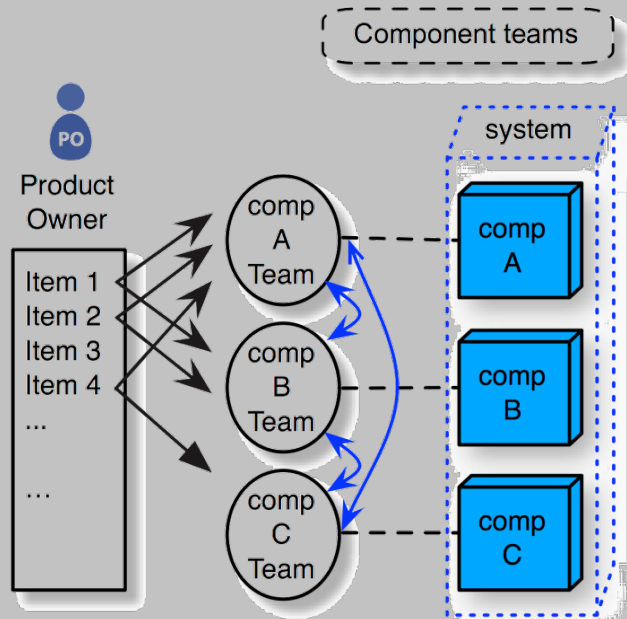 Component teams
system
PO
Product
Owner
Item 1
Item 2
Item 3
Item 4
...
...
comp
A
Team
comp
B
Team
comp
C
Team
comp
A
comp
B
comp
C